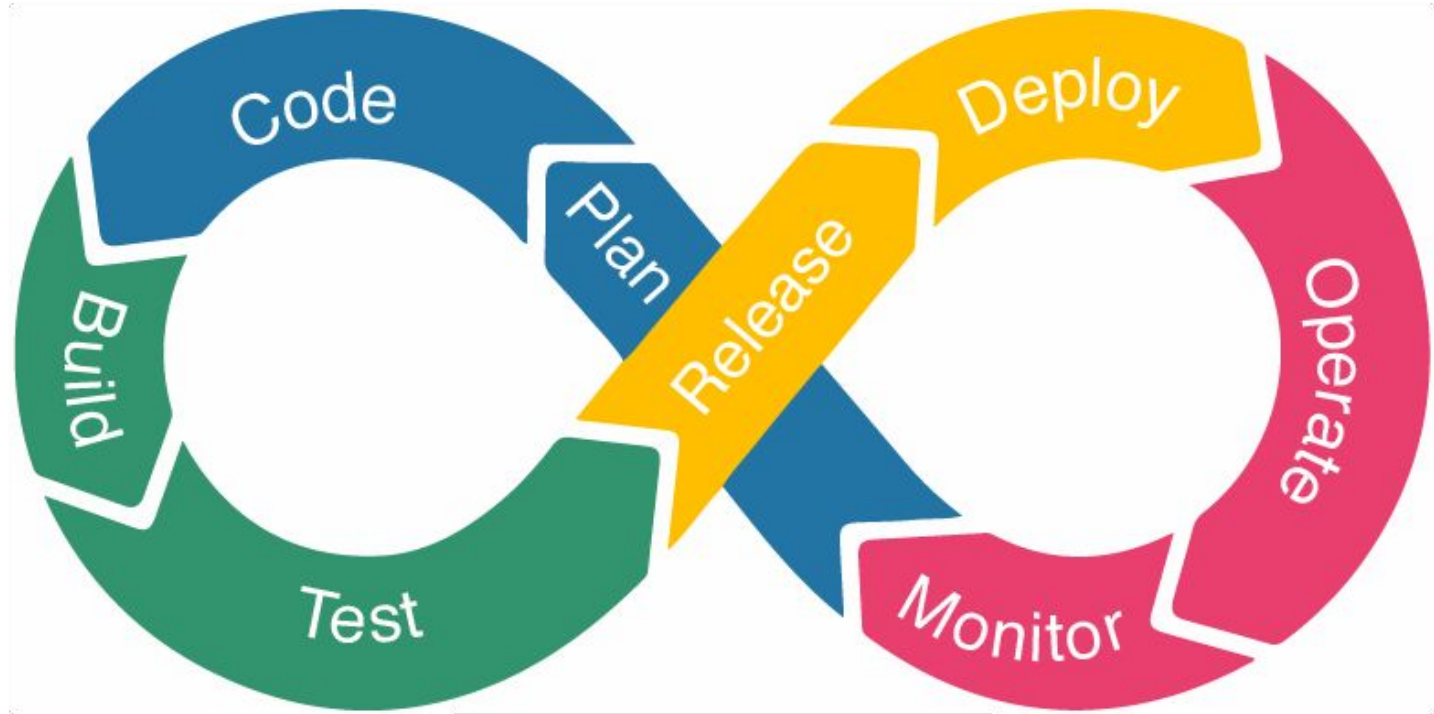 Plan
Code
Build
Test
Release
Deploy
Operate
Monitor